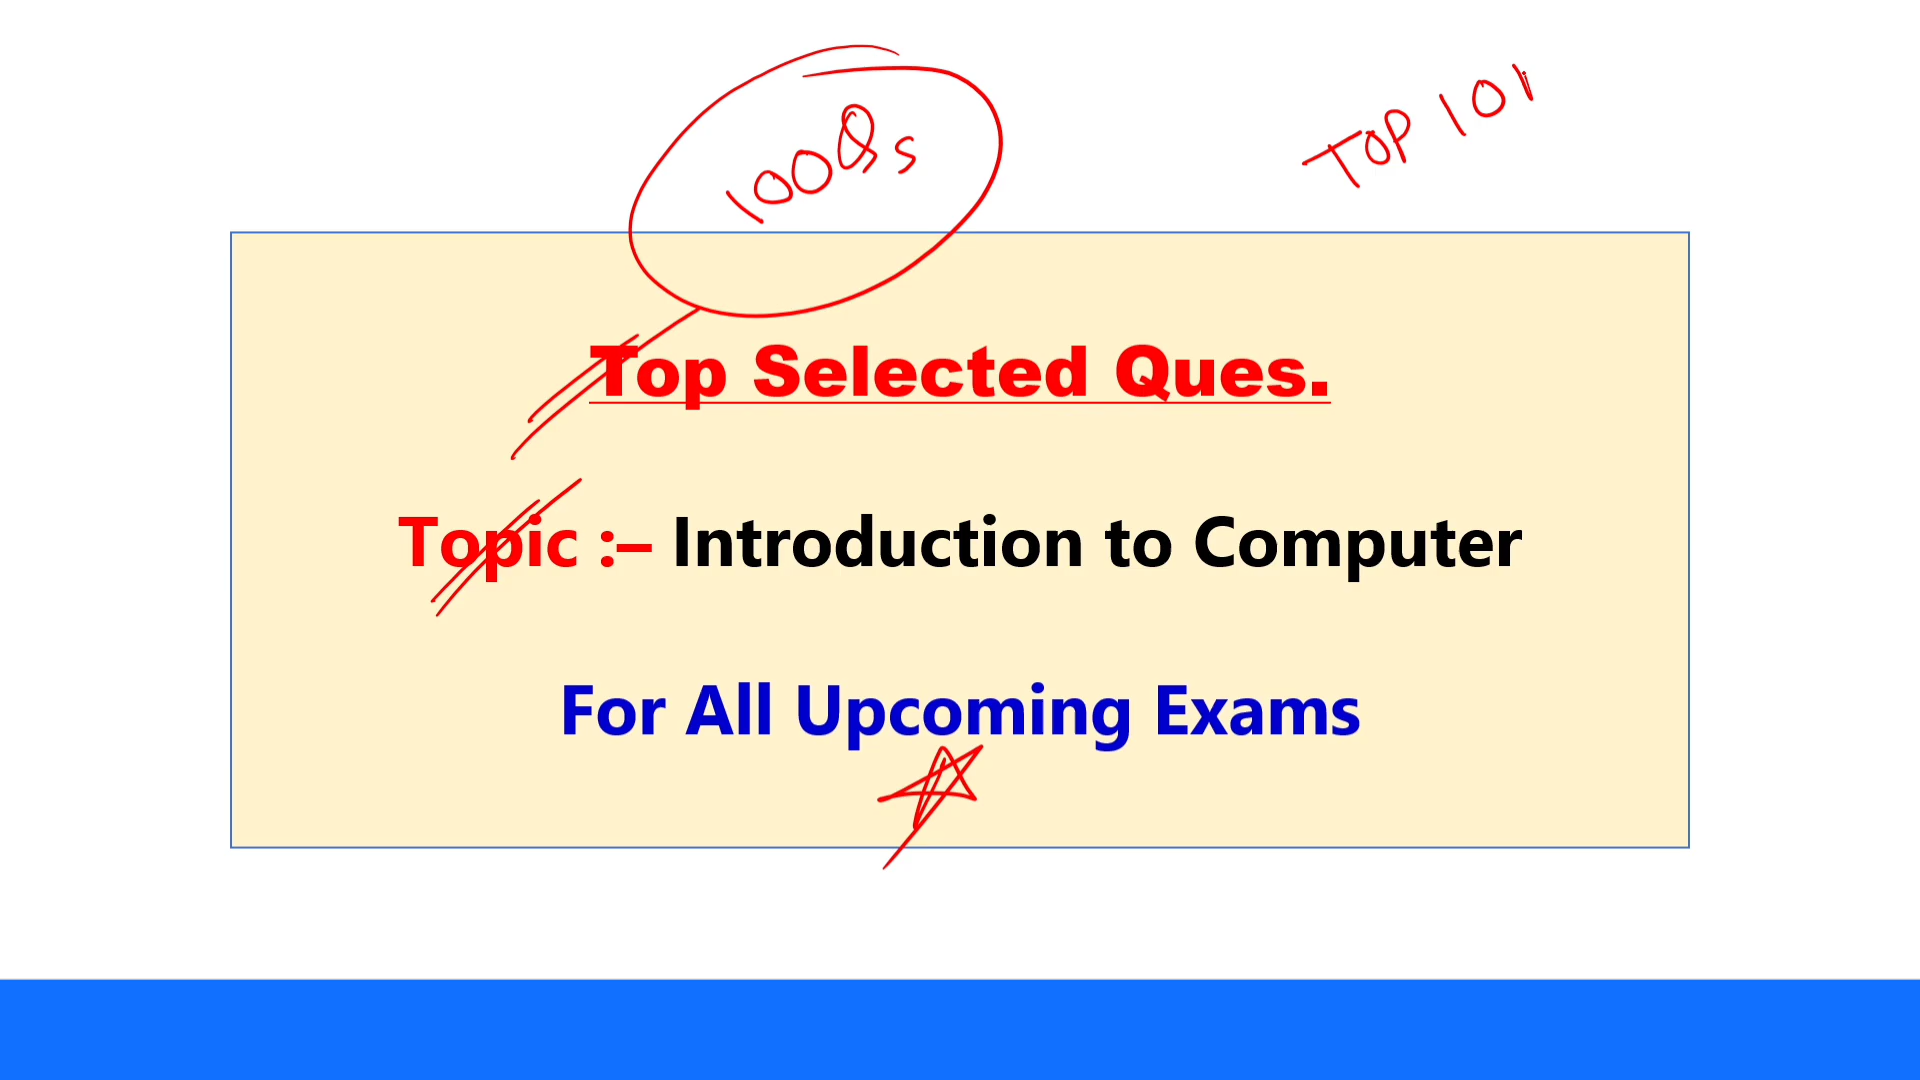 100Qs
TOP 101
Top Selected Ques.
Topic :– Introduction to Computer
For All Upcoming Exams